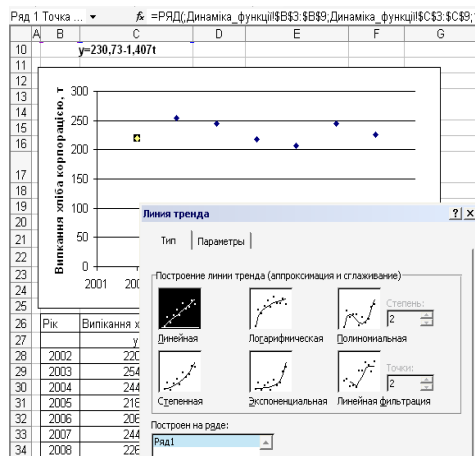 Ряд 1 Точка ... fx =РЯД(;Динаміка_функції!$B$3:$B$9;Динаміка_функції!$C$3:$C$9;
A B C D E F G
10 y=230,73-1,407t
11
12
13
14
15
16
17
18
19
20
21
22
23
24
25
Випкання хліба корпорацією, т
300
250
200
150
100
50
0
2001 200
Линия тренда
Тип Параметры
Построение линии тренда (аппроксимация и сглаживание)
Степень:
2
Линейная Логарифмическая Полиномиальная
Точки:
2
Степенная Экспоненциальная Линейная фильтрация
Построен на ряде:
Ряд1
26 Рік Випікання х
27 y
28 2002 220
29 2003 254
30 2004 244
31 2005 218
32 2006 206
33 2007 244
34 2008 226